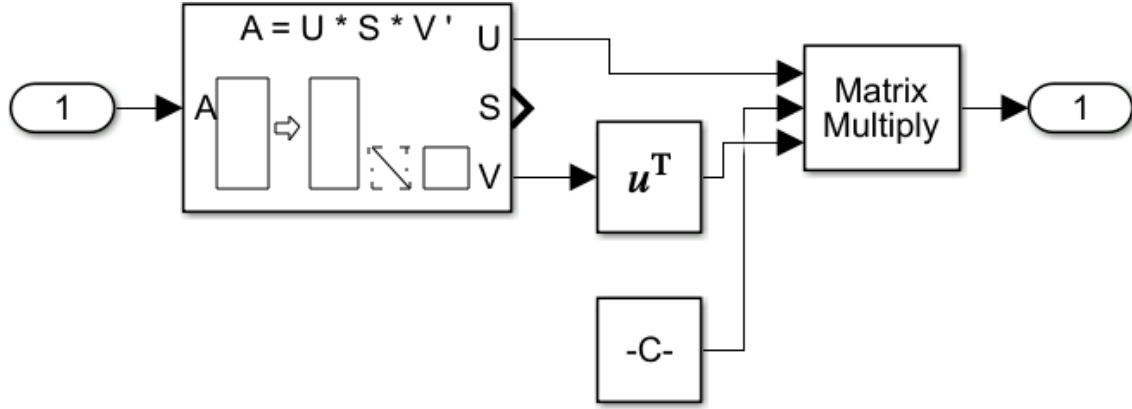 A = U * S * V '
U
1
A
S
V
u^T
-C-
Matrix
Multiply
1